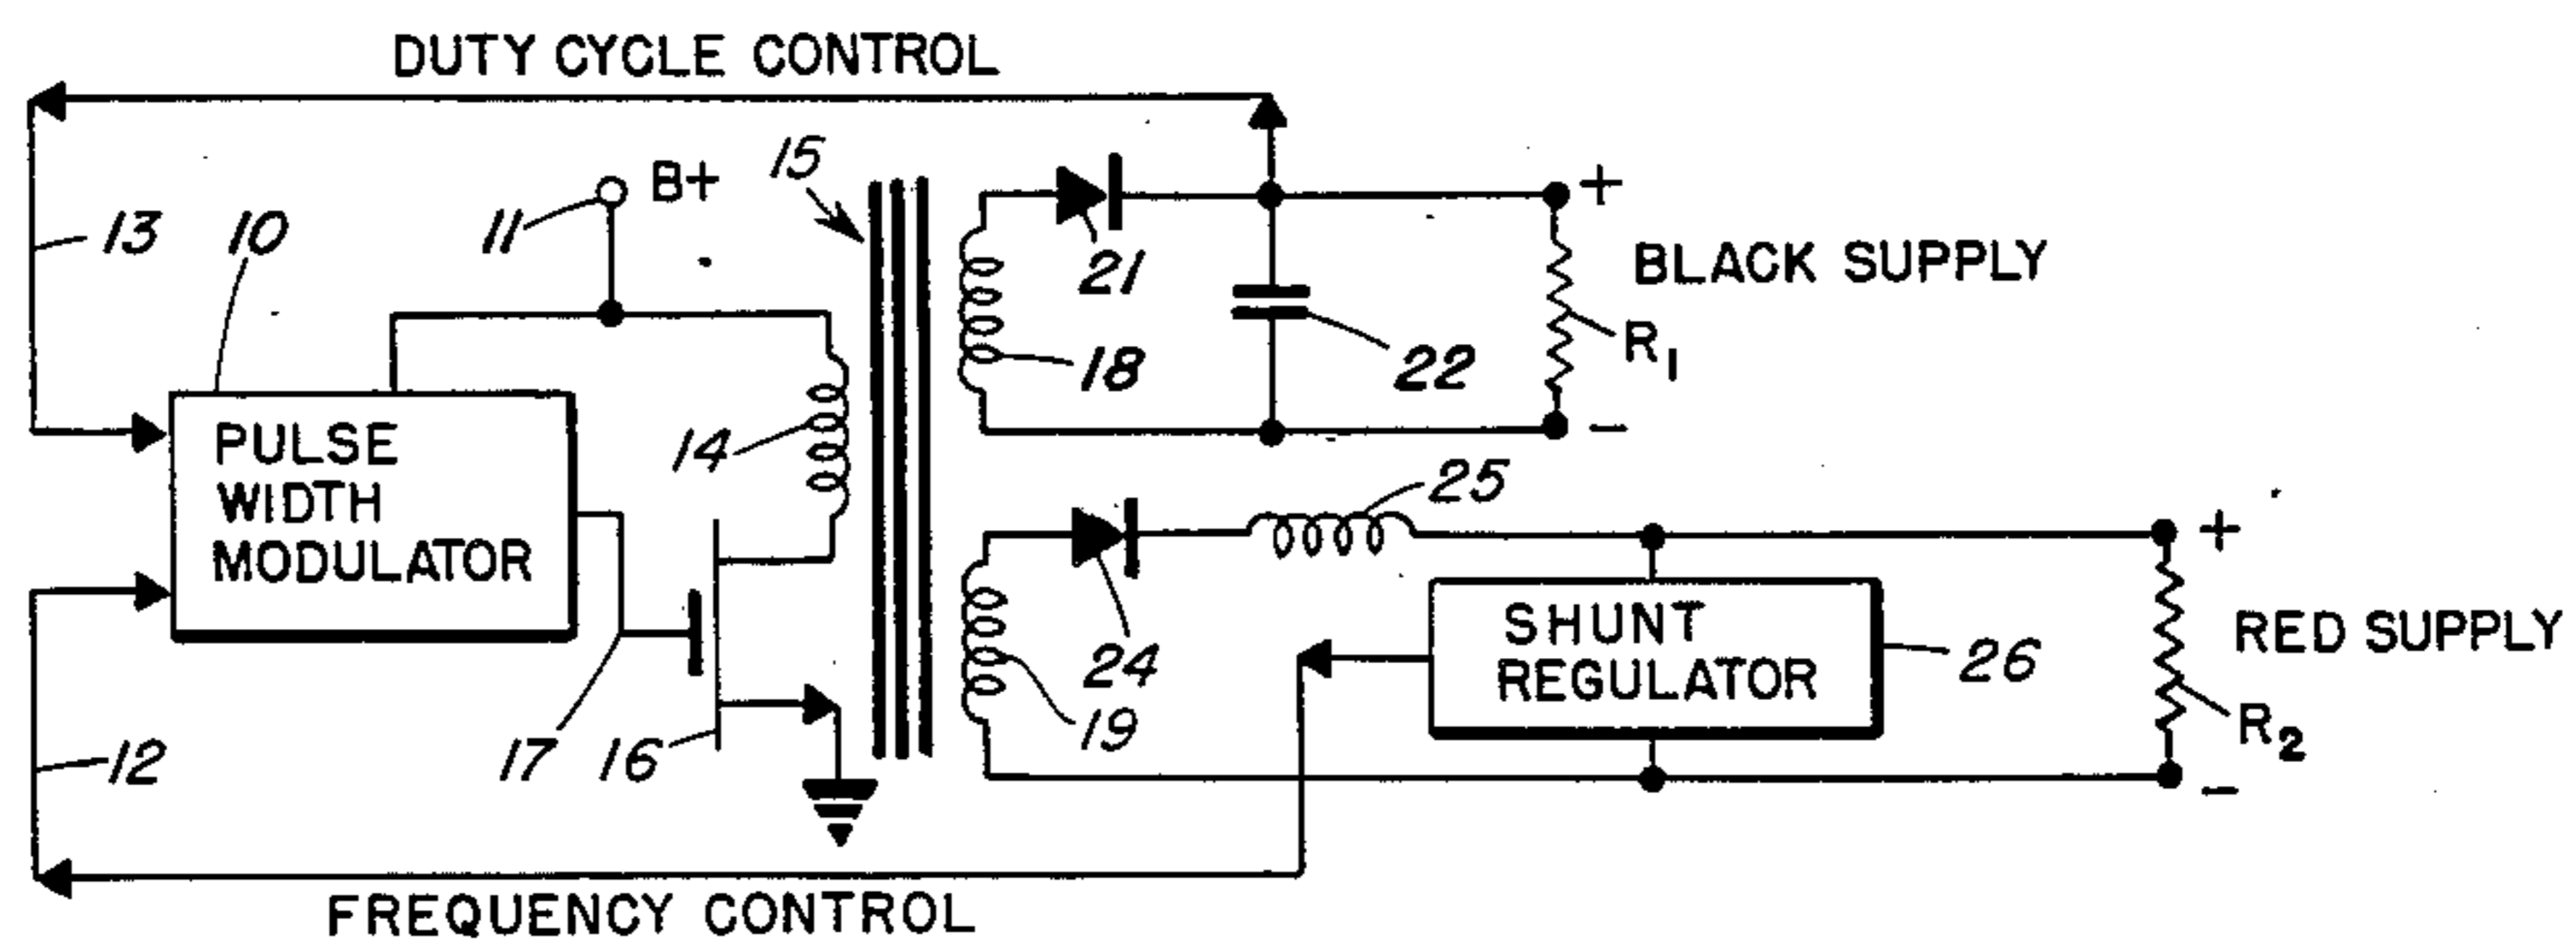 DUTY CYCLE CONTROL
15
B+
11
13
10
+
21
BLACK SUPPLY
R1
18
22
14
-
PULSE
WIDTH
MODULATOR
25
+
SHUNT
REGULATOR
RED SUPPLY
24
26
19
R2
17
16
12
-
FREQUENCY CONTROL